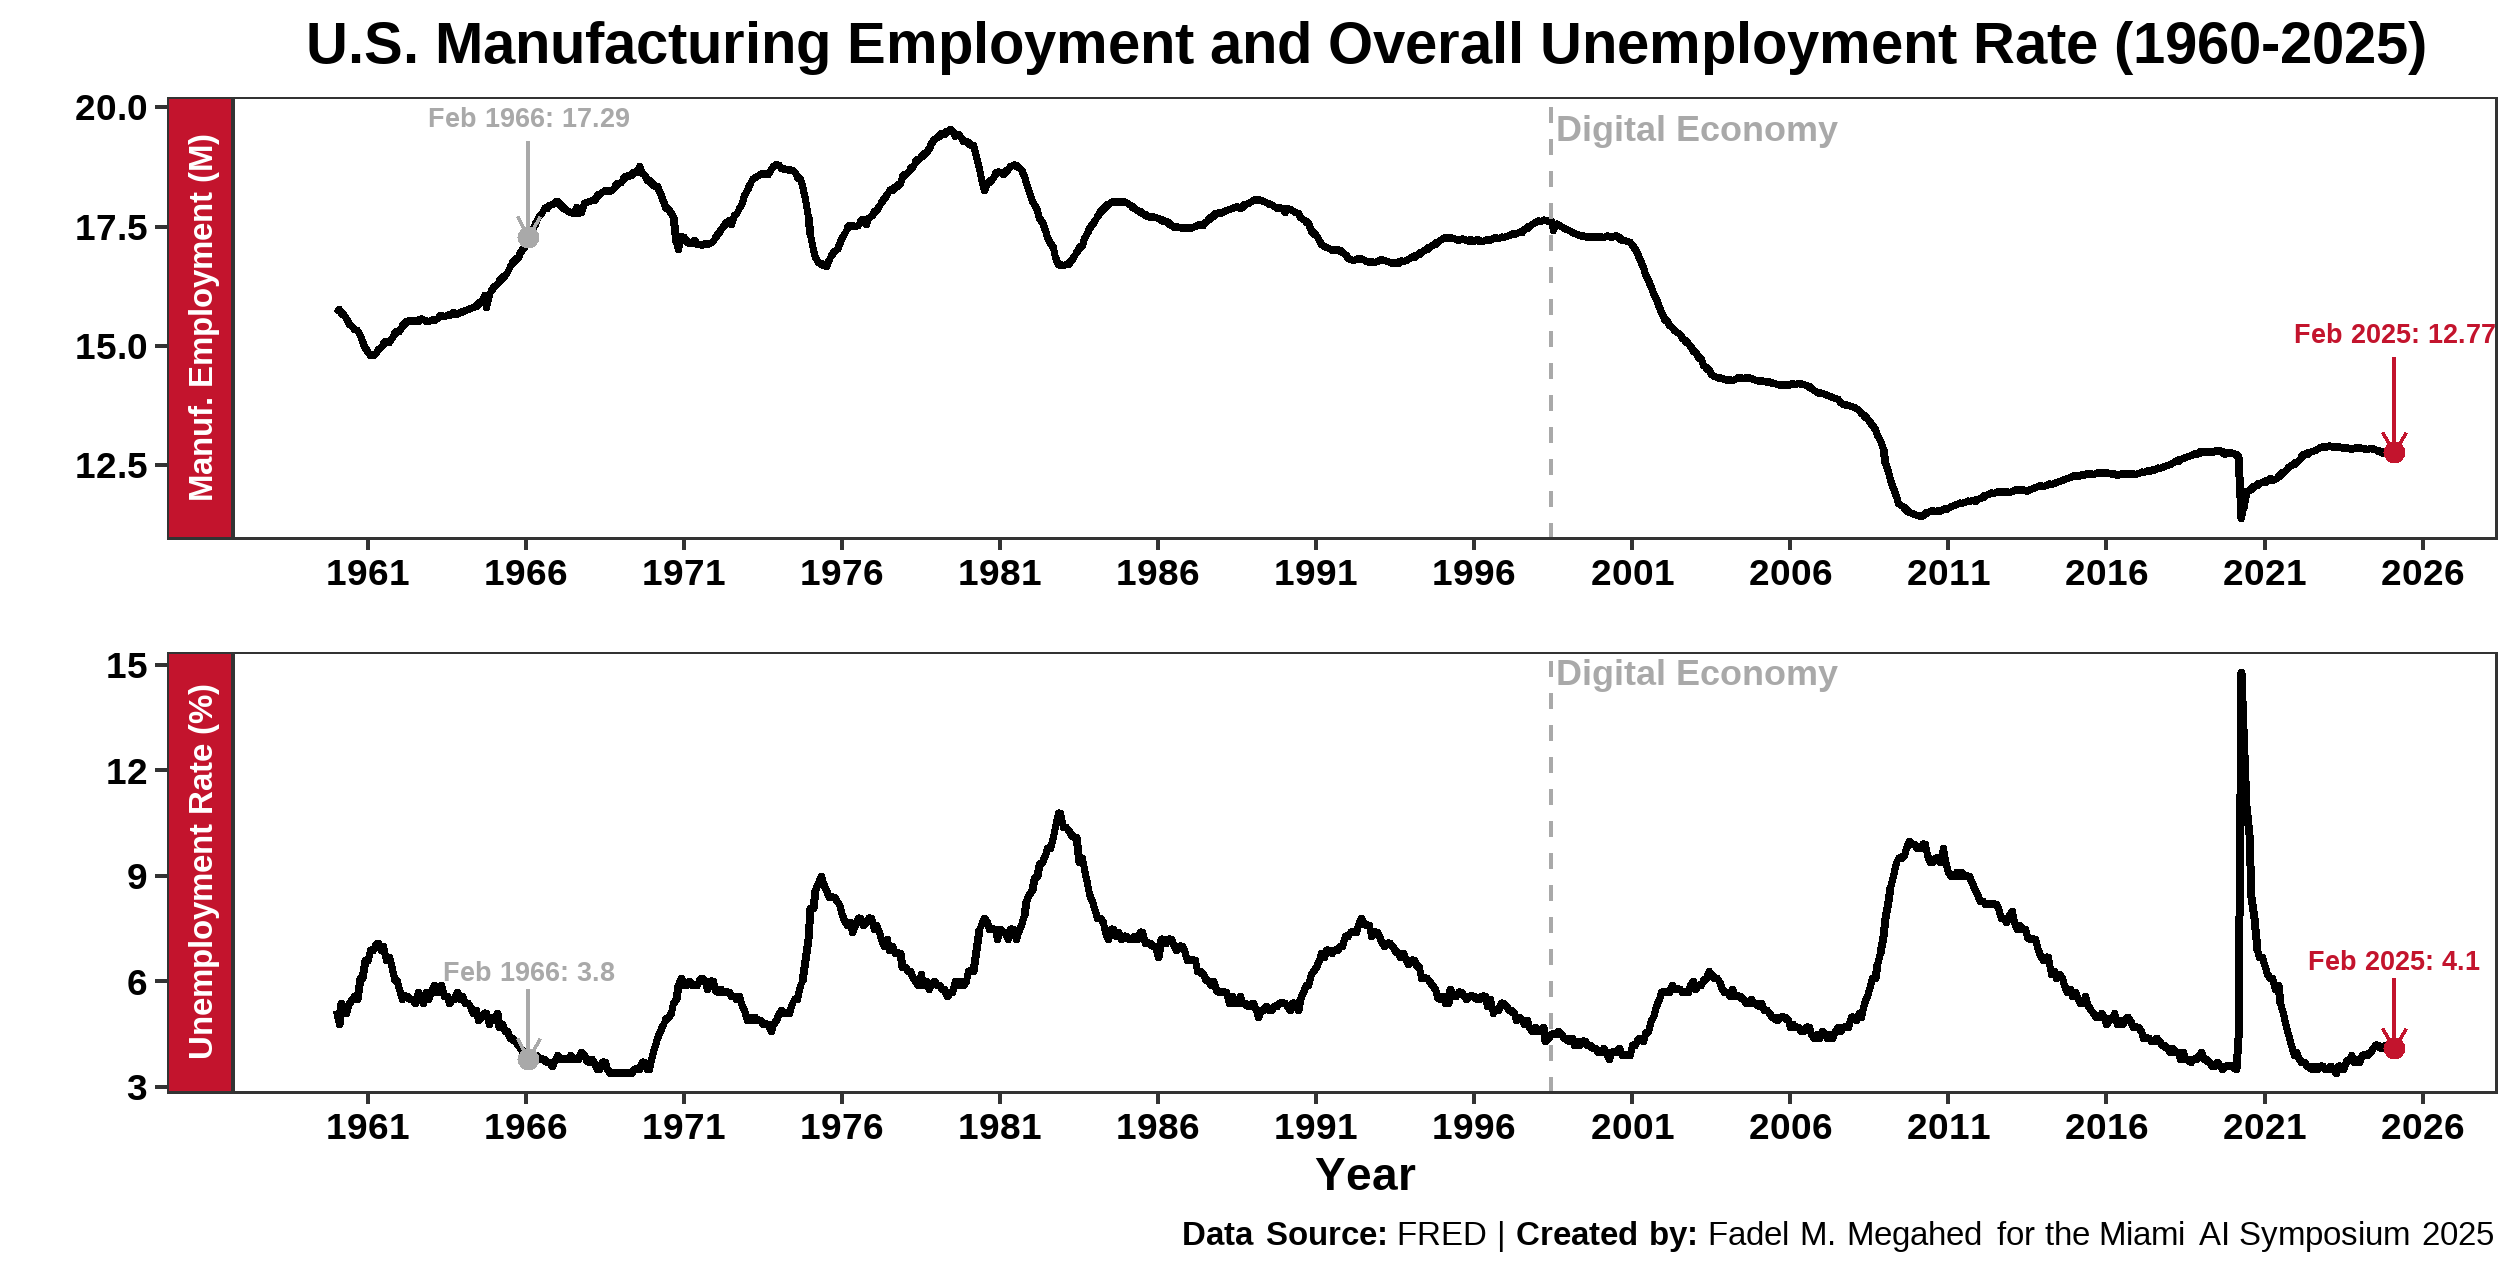 U.S. Manufacturing Employment and Overall Unemployment Rate (1960-2025)
Manuf. Employment (M)
20.0
17.5
15.0
12.5
Feb 1966: 17.29
Digital Economy
Feb 2025: 12.77
1961 1966 1971 1976 1981 1986 1991 1996 2001 2006 2011 2016 2021 2026
Unemployment Rate (%)
15
12
9
6
3
Digital Economy
Feb 1966: 3.8
Feb 2025: 4.1
1961 1966 1971 1976 1981 1986 1991 1996 2001 2006 2011 2016 2021 2026
Year
Data Source: FRED | Created by: Fadel M. Megahed for the Miami AI Symposium 2025